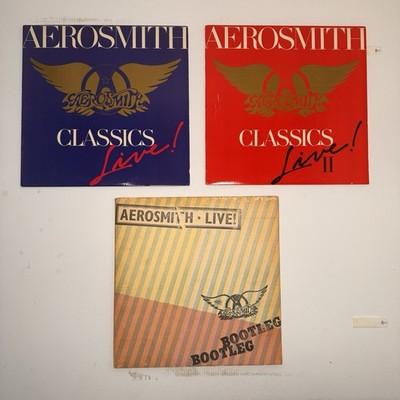 AEROSMITH
AEROSMITH
CLASSICS
Live!
AEROSMITH
AEROSMITH
CLASSICS
Live!
II
AEROSMITH • LIVE!
AEROSMITH
BOOTLEG
BOOTLEG